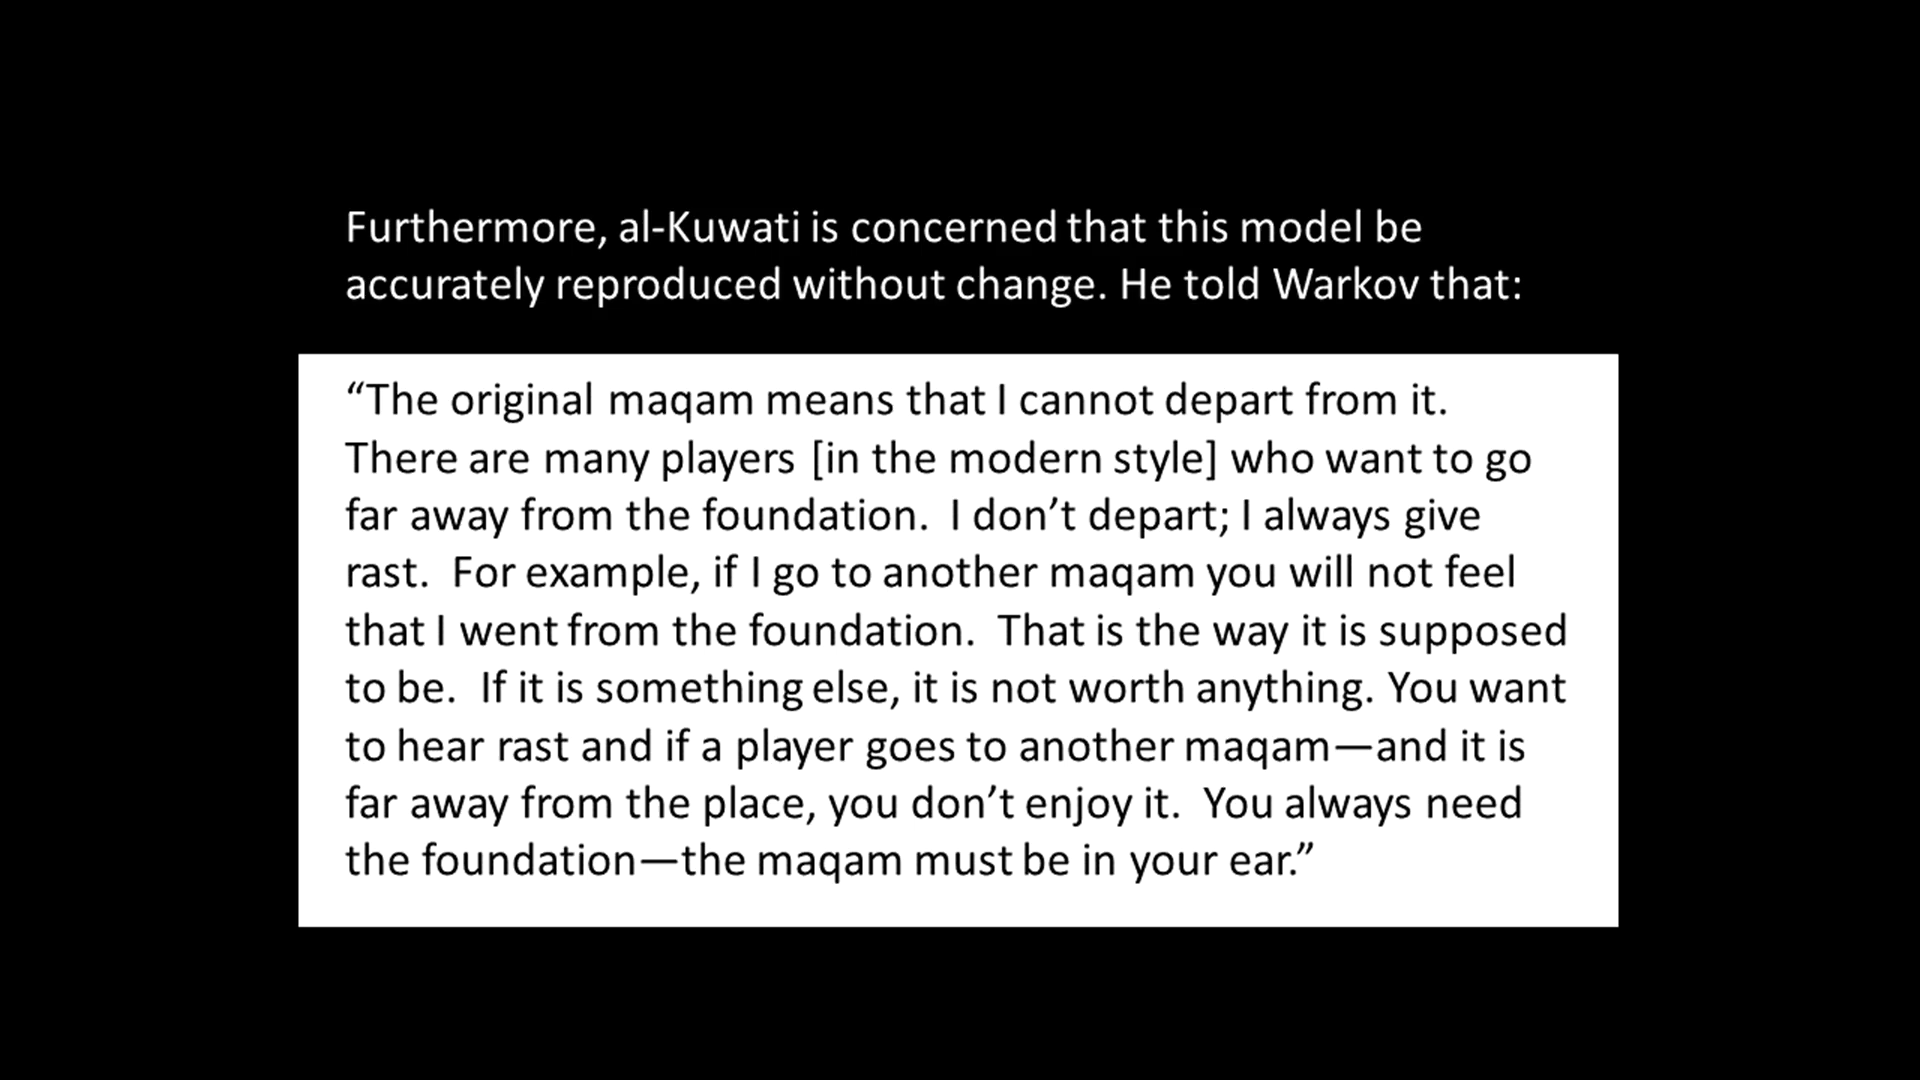 Furthermore, al-Kuwati is concerned that this model be
accurately reproduced without change. He told Warkov that:
“The original maqam means that I cannot depart from it.
There are many players [in the modern style] who want to go
far away from the foundation.  I don’t depart; I always give
rast.  For example, if I go to another maqam you will not feel
that I went from the foundation.  That is the way it is supposed
to be.  If it is something else, it is not worth anything. You want
to hear rast and if a player goes to another maqam—and it is
far away from the place, you don’t enjoy it.  You always need
the foundation—the maqam must be in your ear.”